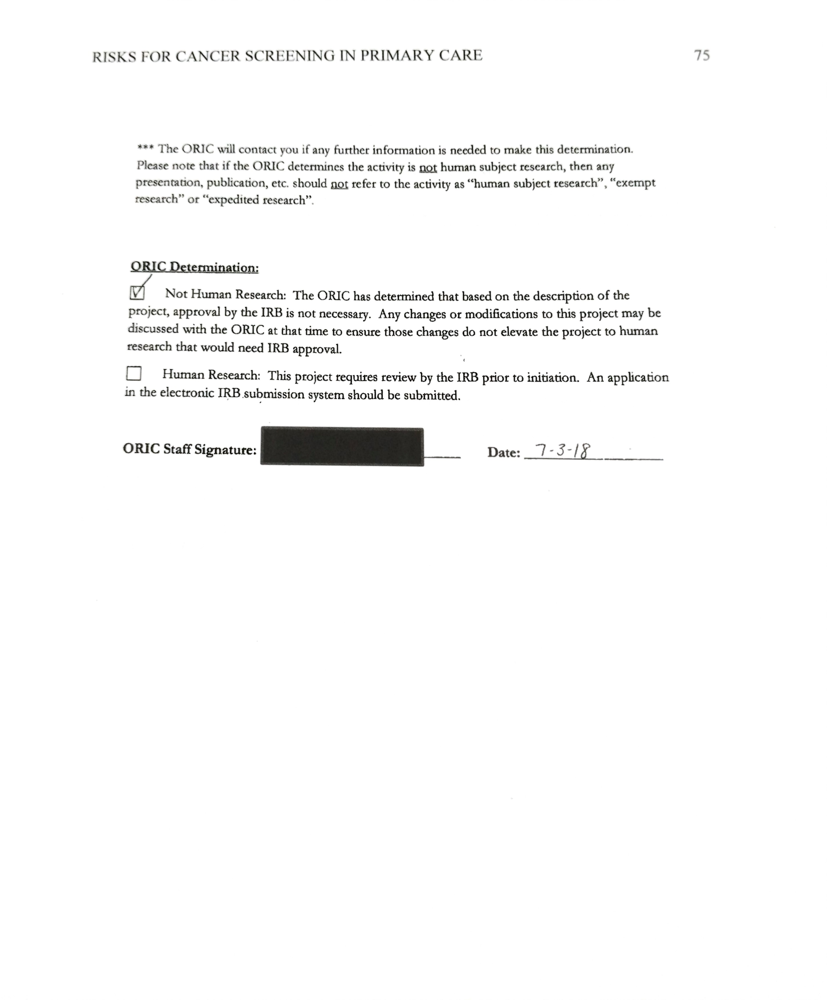 RISKS FOR CANCER SCREENING IN PRIMARY CARE 75
*** The ORIC will contact you if any further information is needed to make this determination.
Please note that if the ORIC determines the activity is not human subject research, then any
presentation, publication, etc. should not refer to the activity as “human subject research”, “exempt
research” or “expedited research”.
ORIC Determination:
Not Human Research: The ORIC has determined that based on the description of the
project, approval by the IRB is not necessary. Any changes or modifications to this project may be
discussed with the ORIC at that time to ensure those changes do not elevate the project to human
research that would need IRB approval.
Human Research: This project requires review by the IRB prior to initiation. An application
in the electronic IRB submission system should be submitted.
ORIC Staff Signature: Date: 7-3-18